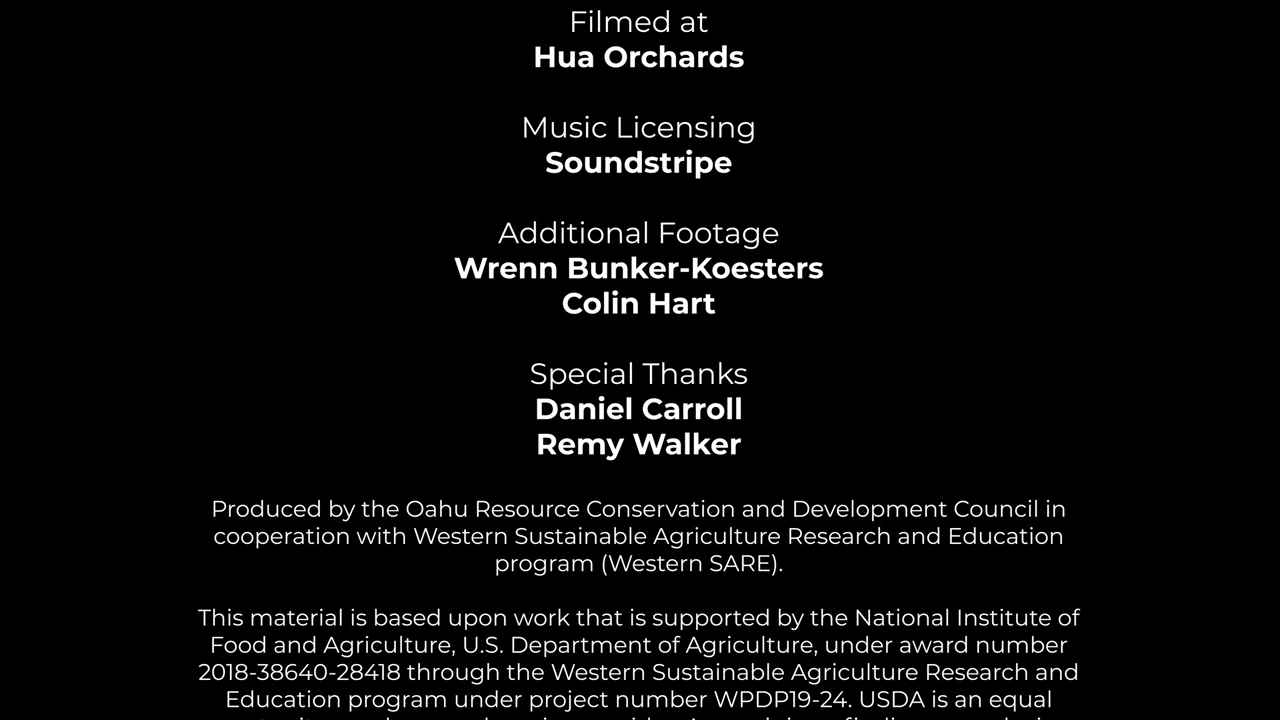 Filmed at
Hua Orchards
Music Licensing
Soundstripe
Additional Footage
Wrenn Bunker-Koesters
Colin Hart
Special Thanks
Daniel Carroll
Remy Walker
Produced by the Oahu Resource Conservation and Development Council in
cooperation with Western Sustainable Agriculture Research and Education
program (Western SARE).
This material is based upon work that is supported by the National Institute of
Food and Agriculture, U.S. Department of Agriculture, under award number
2018-38640-28418 through the Western Sustainable Agriculture Research and
Education program under project number WPDP19-24. USDA is an equal